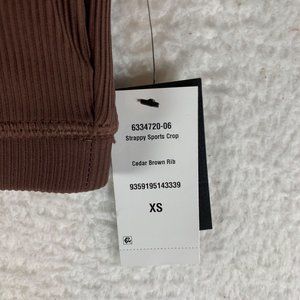 6334720-06
Strappy Sports Crop
Cedar Brown Rib
9359195143339
XS